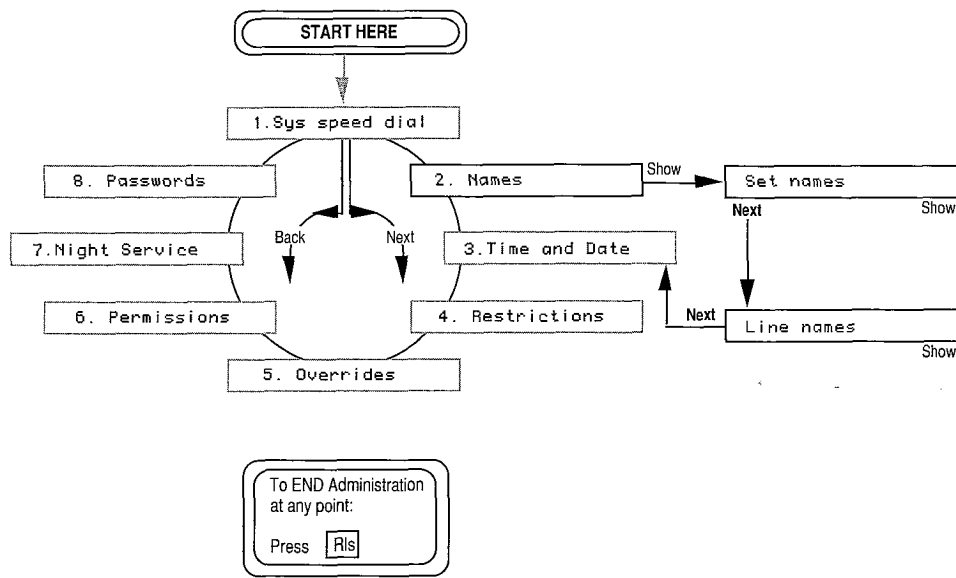 START HERE
1.Sys speed dial
8. Passwords
2. Names
Show
Set names
Show
Next
Back
Next
7.Night Service
3.Time and Date
6. Permissions
4. Restrictions
Next
Line names
Show
5. Overrides
To END Administration
at any point:
Press Rls